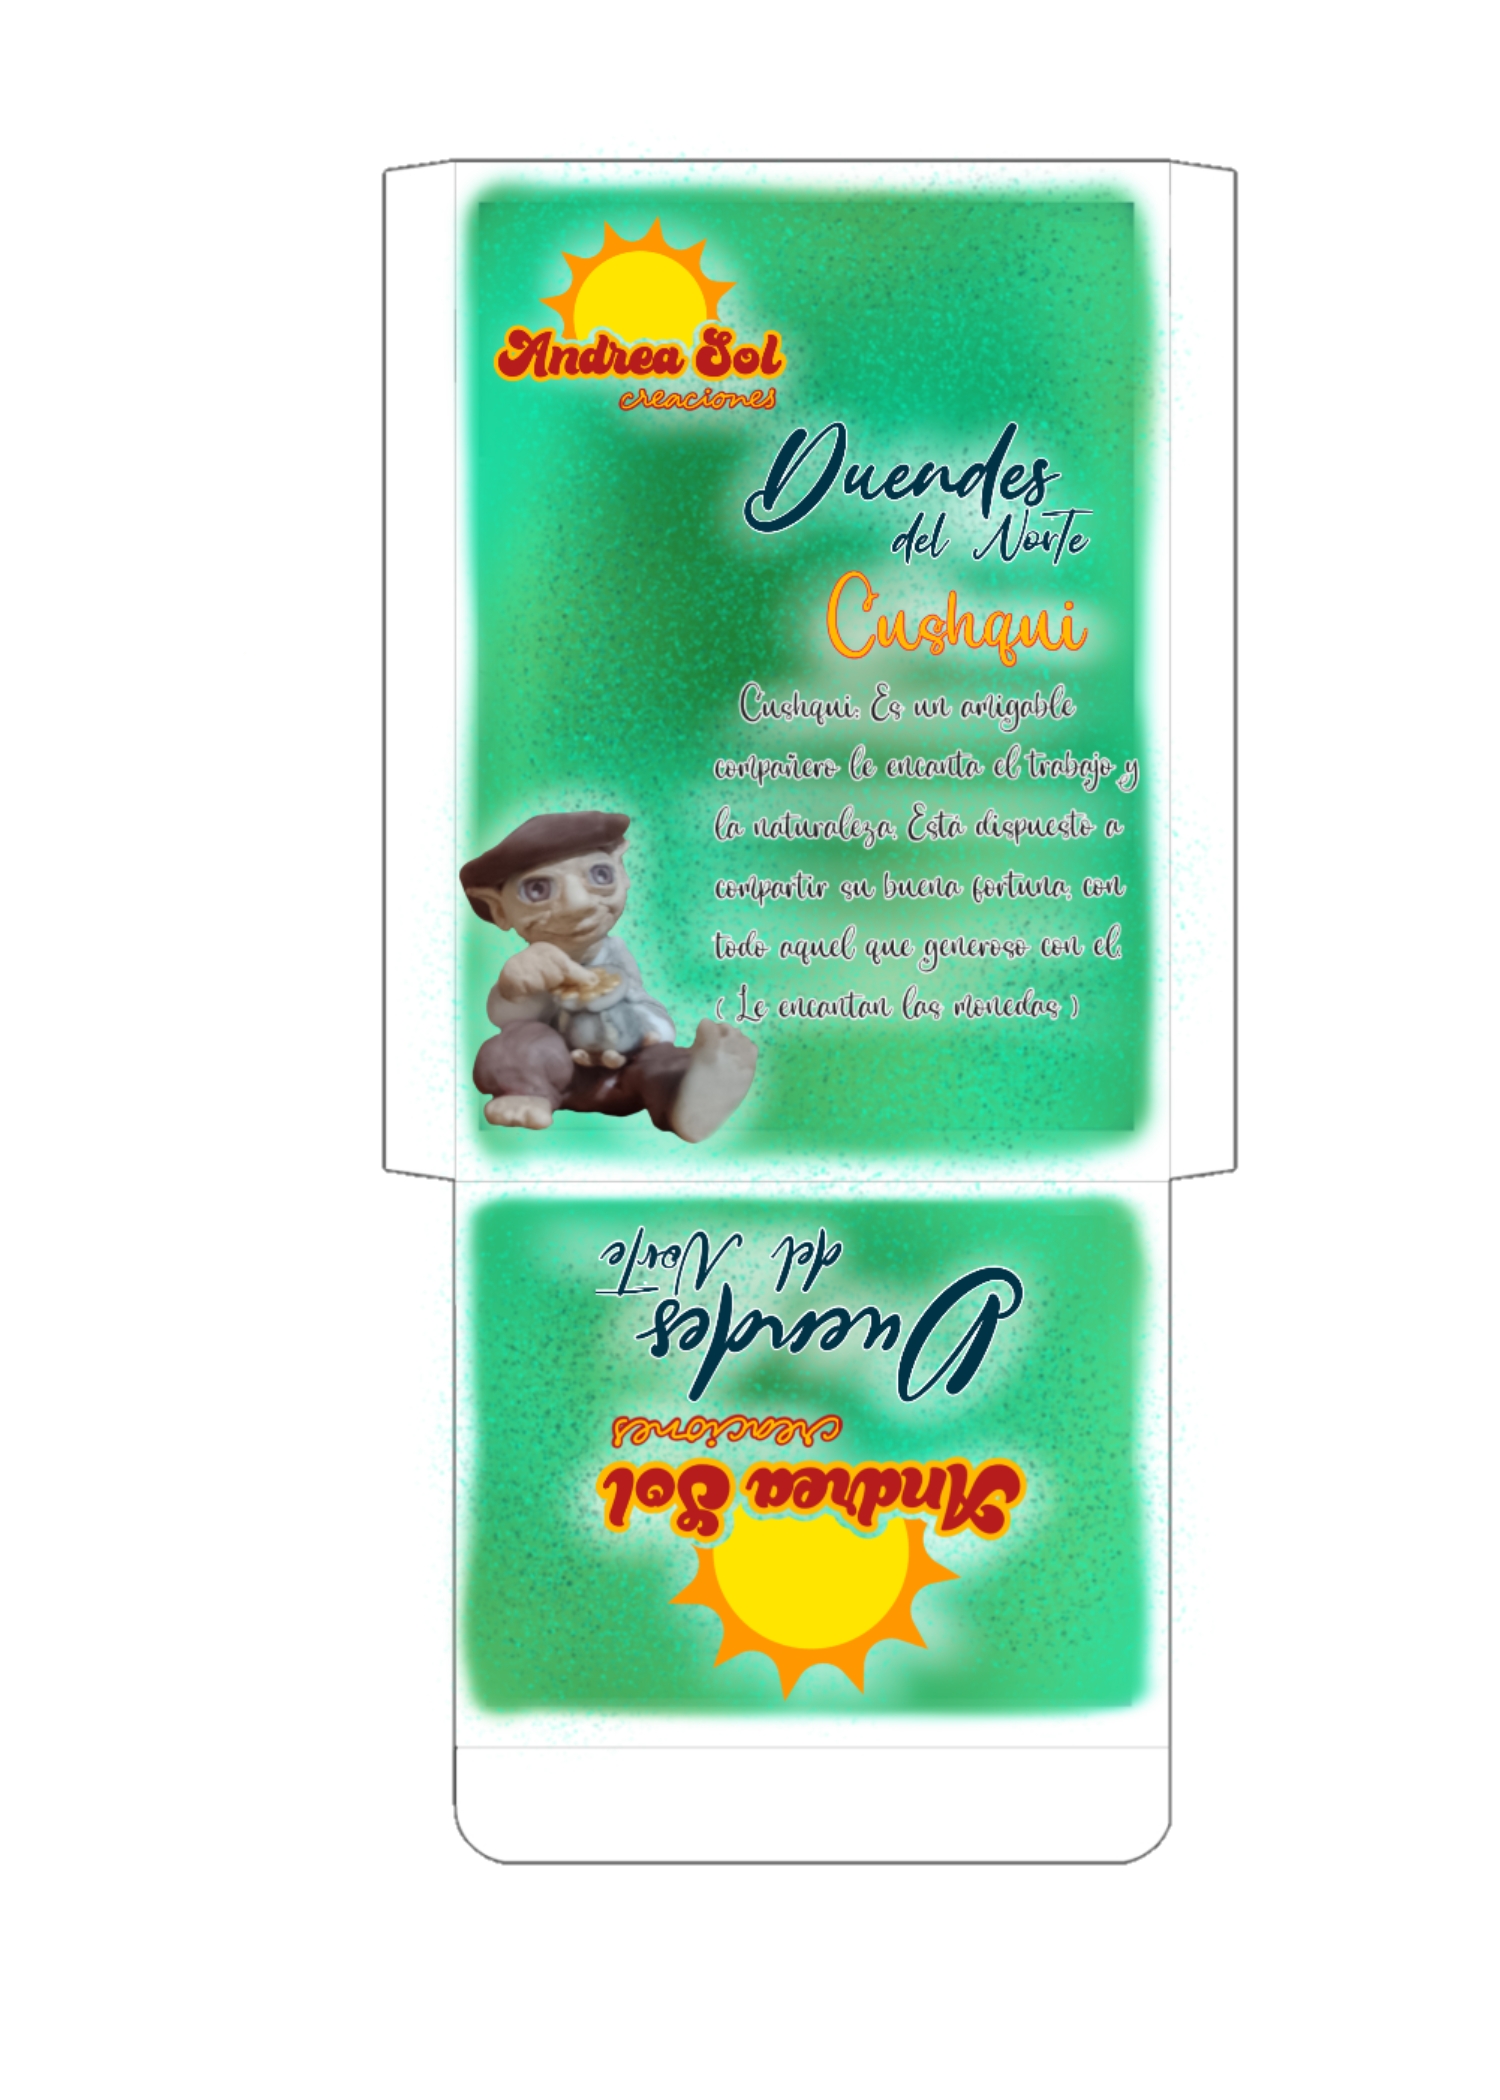 Andrea Sol
creaciones
Duendes
del Norte
Cushqui
Cushqui: Es un amigable
compañero le encanta el trabajo y
la naturaleza. Está dispuesto a
compartir su buena fortuna, con
todo aquel que generoso con el.
( Le encantan las monedas )
Duendes
del Norte
Andrea Sol
creaciones